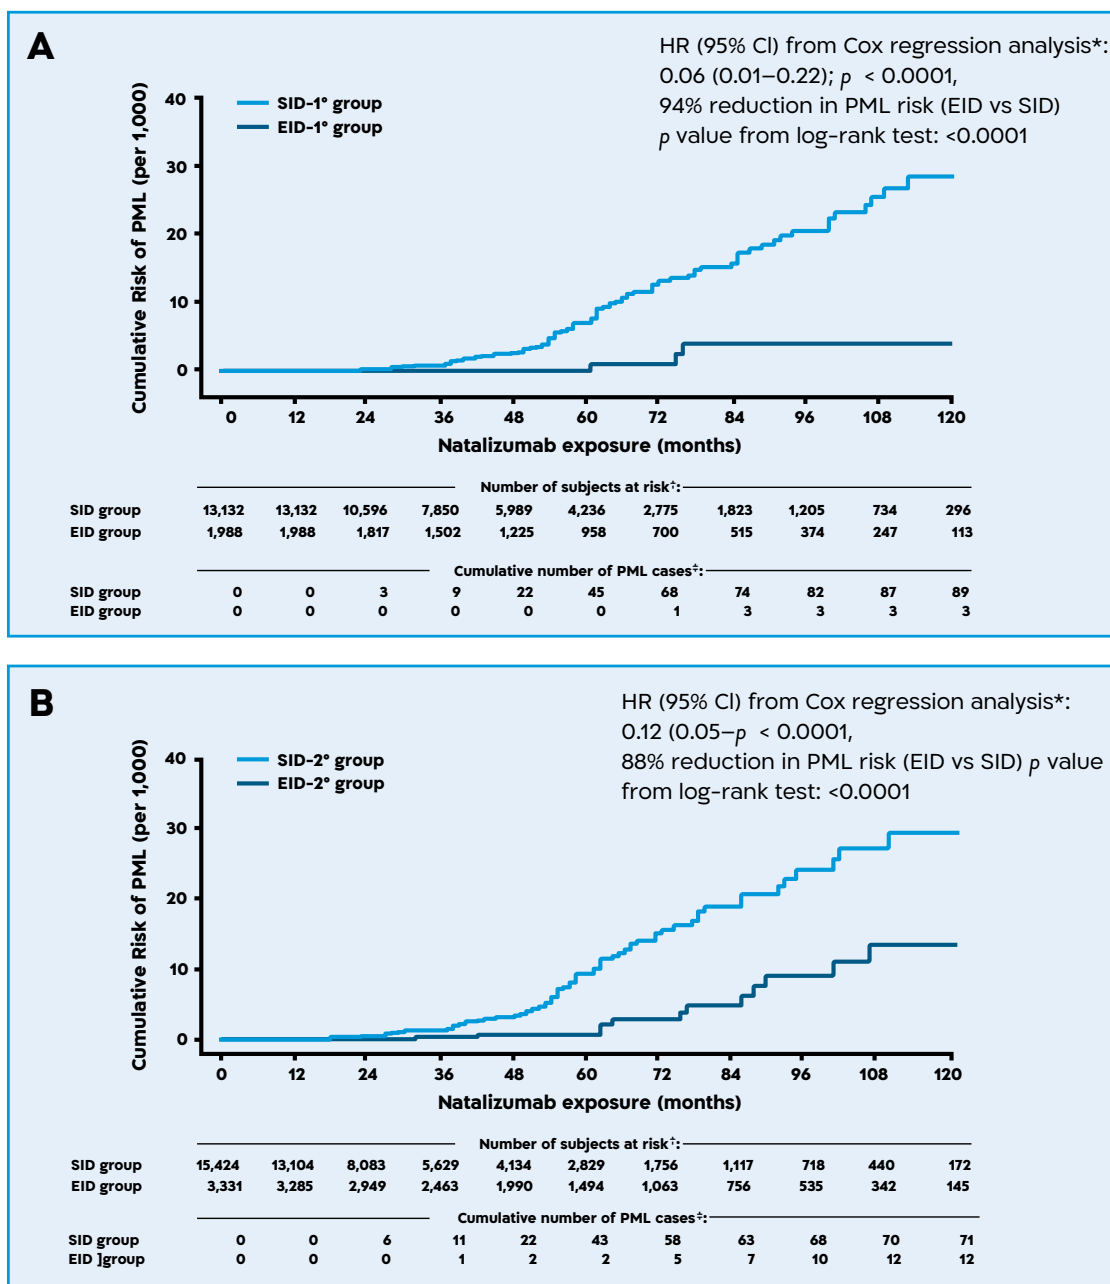 A
HR (95% Cl) from Cox regression analysis*:
0.06 (0.01–0.22); p < 0.0001,
94% reduction in PML risk (EID vs SID)
p value from log-rank test: <0.0001
SID-1° group
EID-1° group
Cumulative Risk of PML (per 1,000)
40
30
20
10
0
0 12 24 36 48 60 72 84 96 108 120
Natalizumab exposure (months)
Number of subjects at risk‡:
SID group 13,132 13,132 10,596 7,850 5,989 4,236 2,775 1,823 1,205 734 296
EID group 1,988 1,988 1,817 1,502 1,225 958 700 515 374 247 113
Cumulative number of PML cases‡:
SID group 0 0 3 9 22 45 68 74 82 87 89
EID group 0 0 0 0 0 0 1 3 3 3 3
B
HR (95% Cl) from Cox regression analysis*:
0.12 (0.05–p < 0.0001,
88% reduction in PML risk (EID vs SID) p value
from log-rank test: <0.0001
SID-2° group
EID-2° group
Cumulative Risk of PML (per 1,000)
40
30
20
10
0
0 12 24 36 48 60 72 84 96 108 120
Natalizumab exposure (months)
Number of subjects at risk‡:
SID group 15,424 13,104 8,083 5,629 4,134 2,829 1,756 1,117 718 440 172
EID group 3,331 3,285 2,949 2,463 1,990 1,494 1,063 756 535 342 145
Cumulative number of PML cases‡:
SID group 0 0 6 11 22 43 58 63 68 70 71
EID ]group 0 0 0 1 2 2 5 7 10 12 12